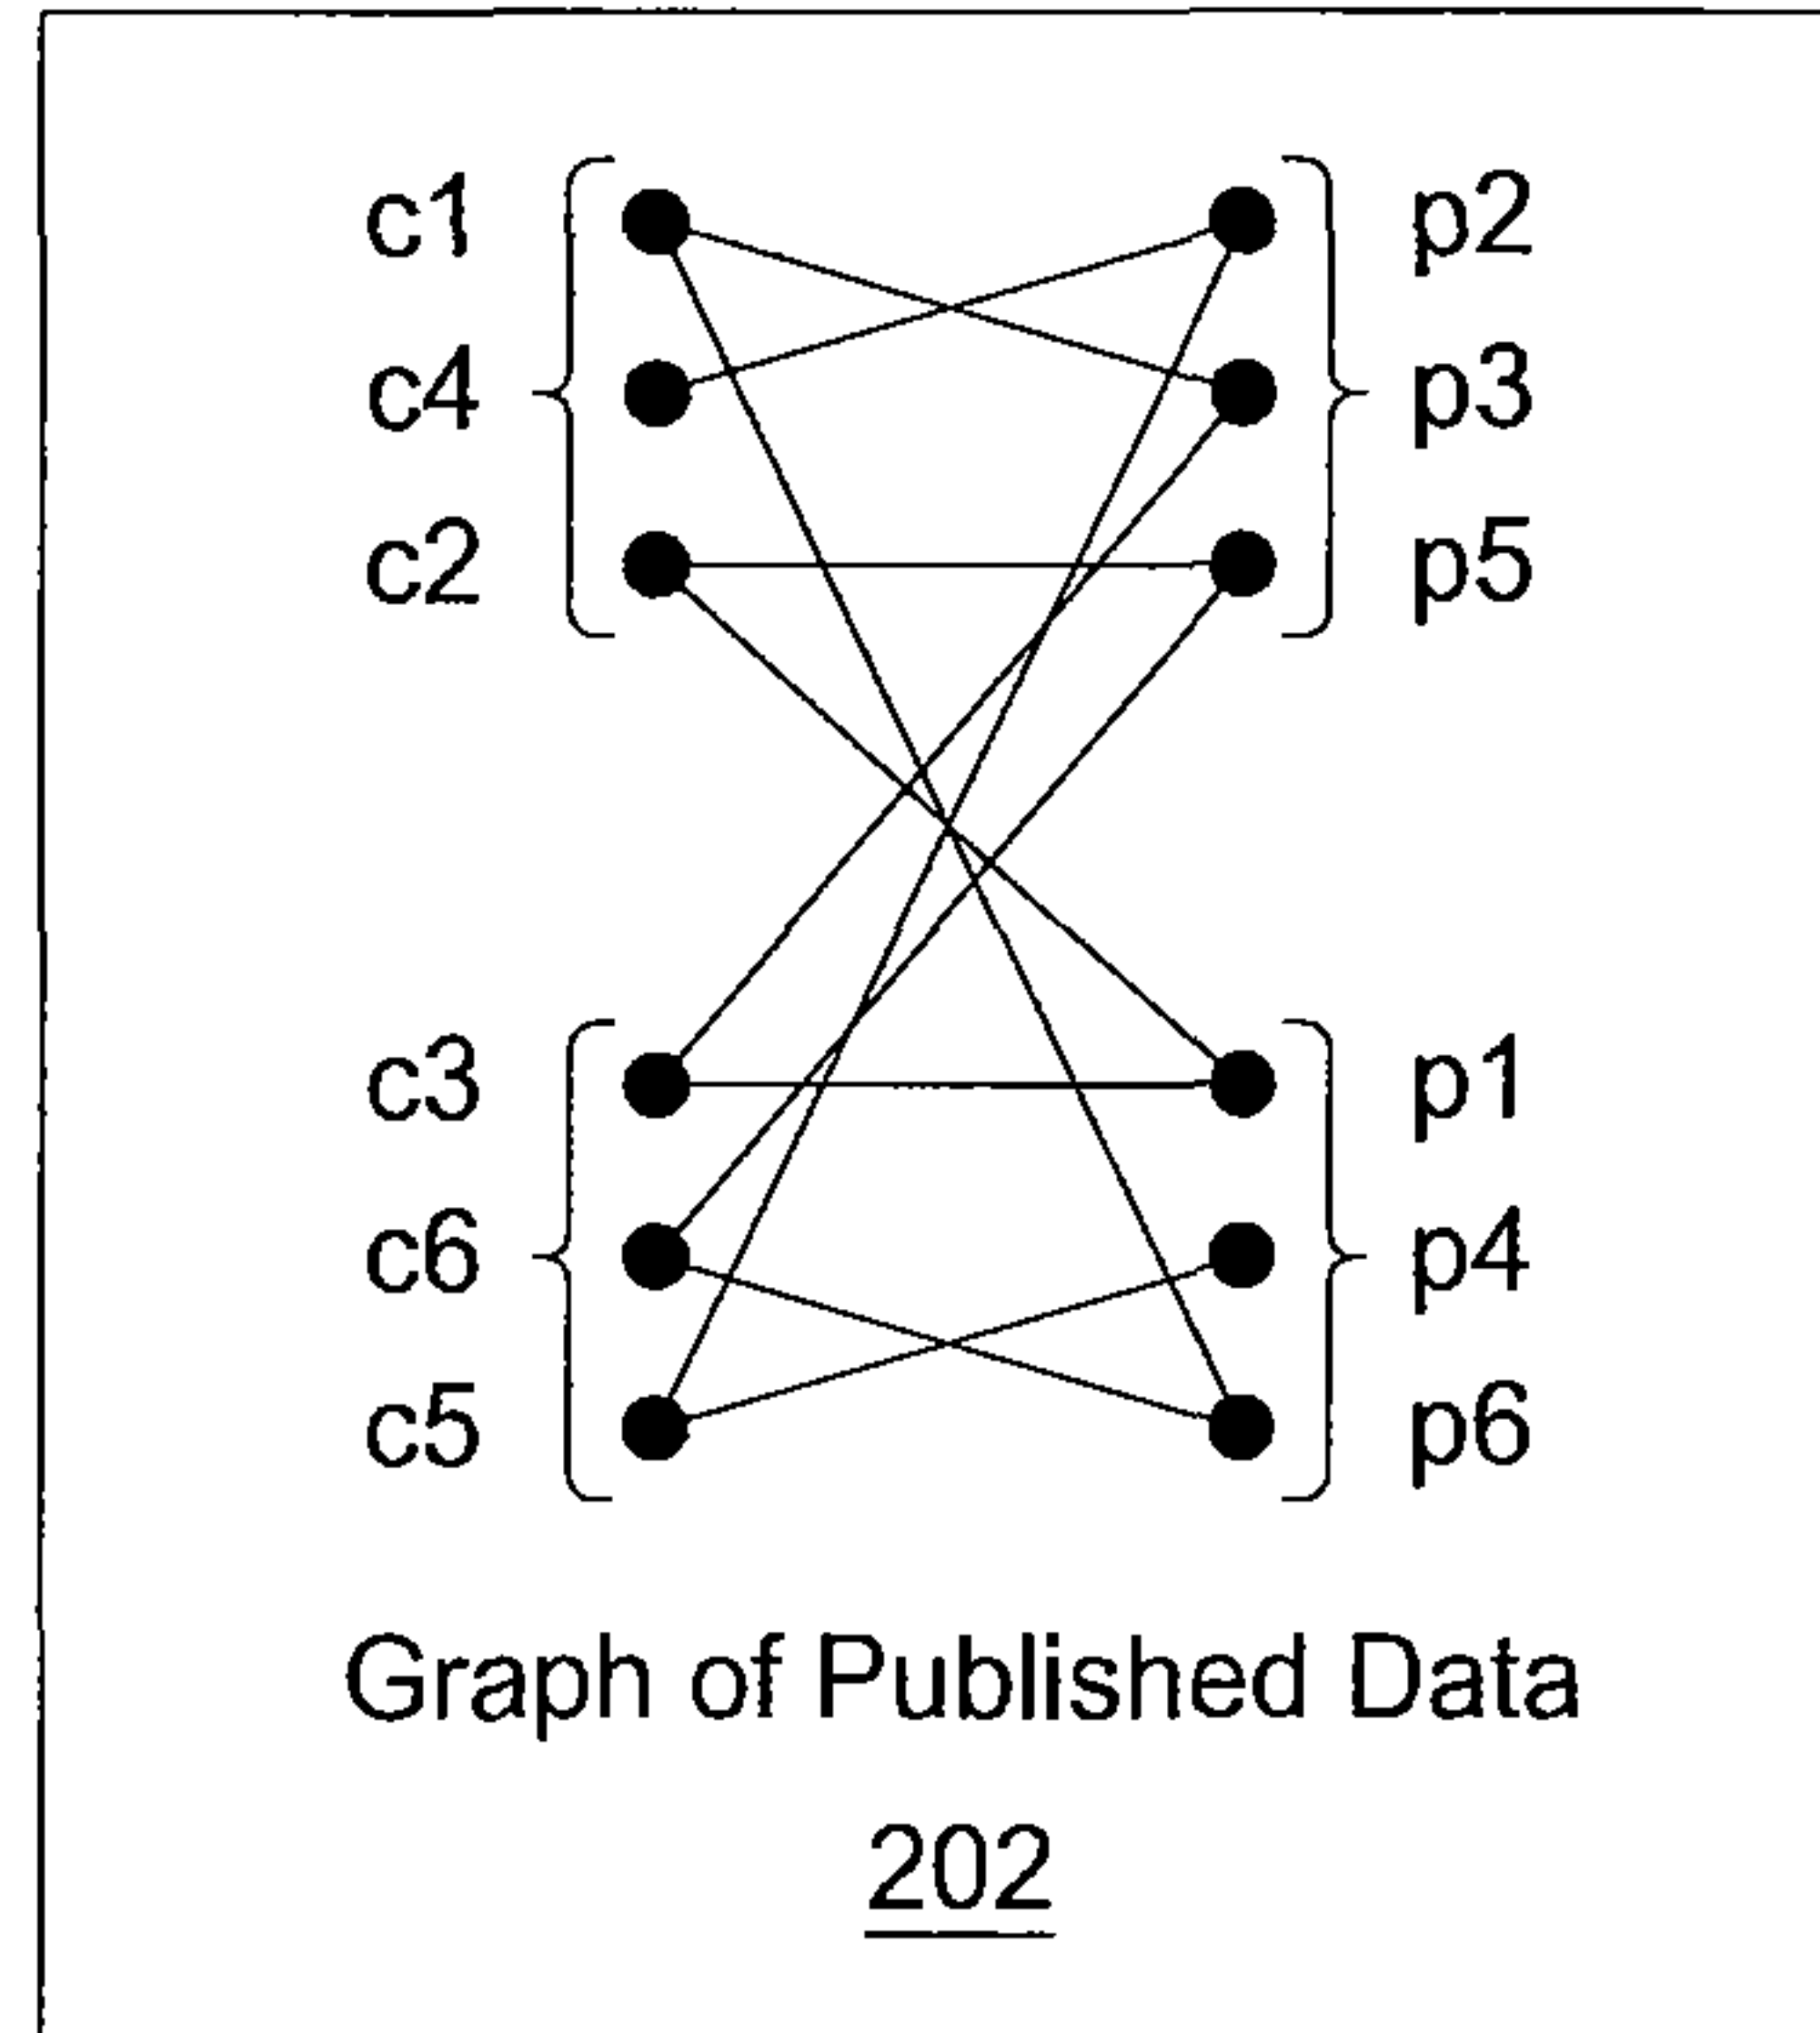 c1 p2
c4 p3
c2 p5
c3 p1
c6 p4
c5 p6
Graph of Published Data
202